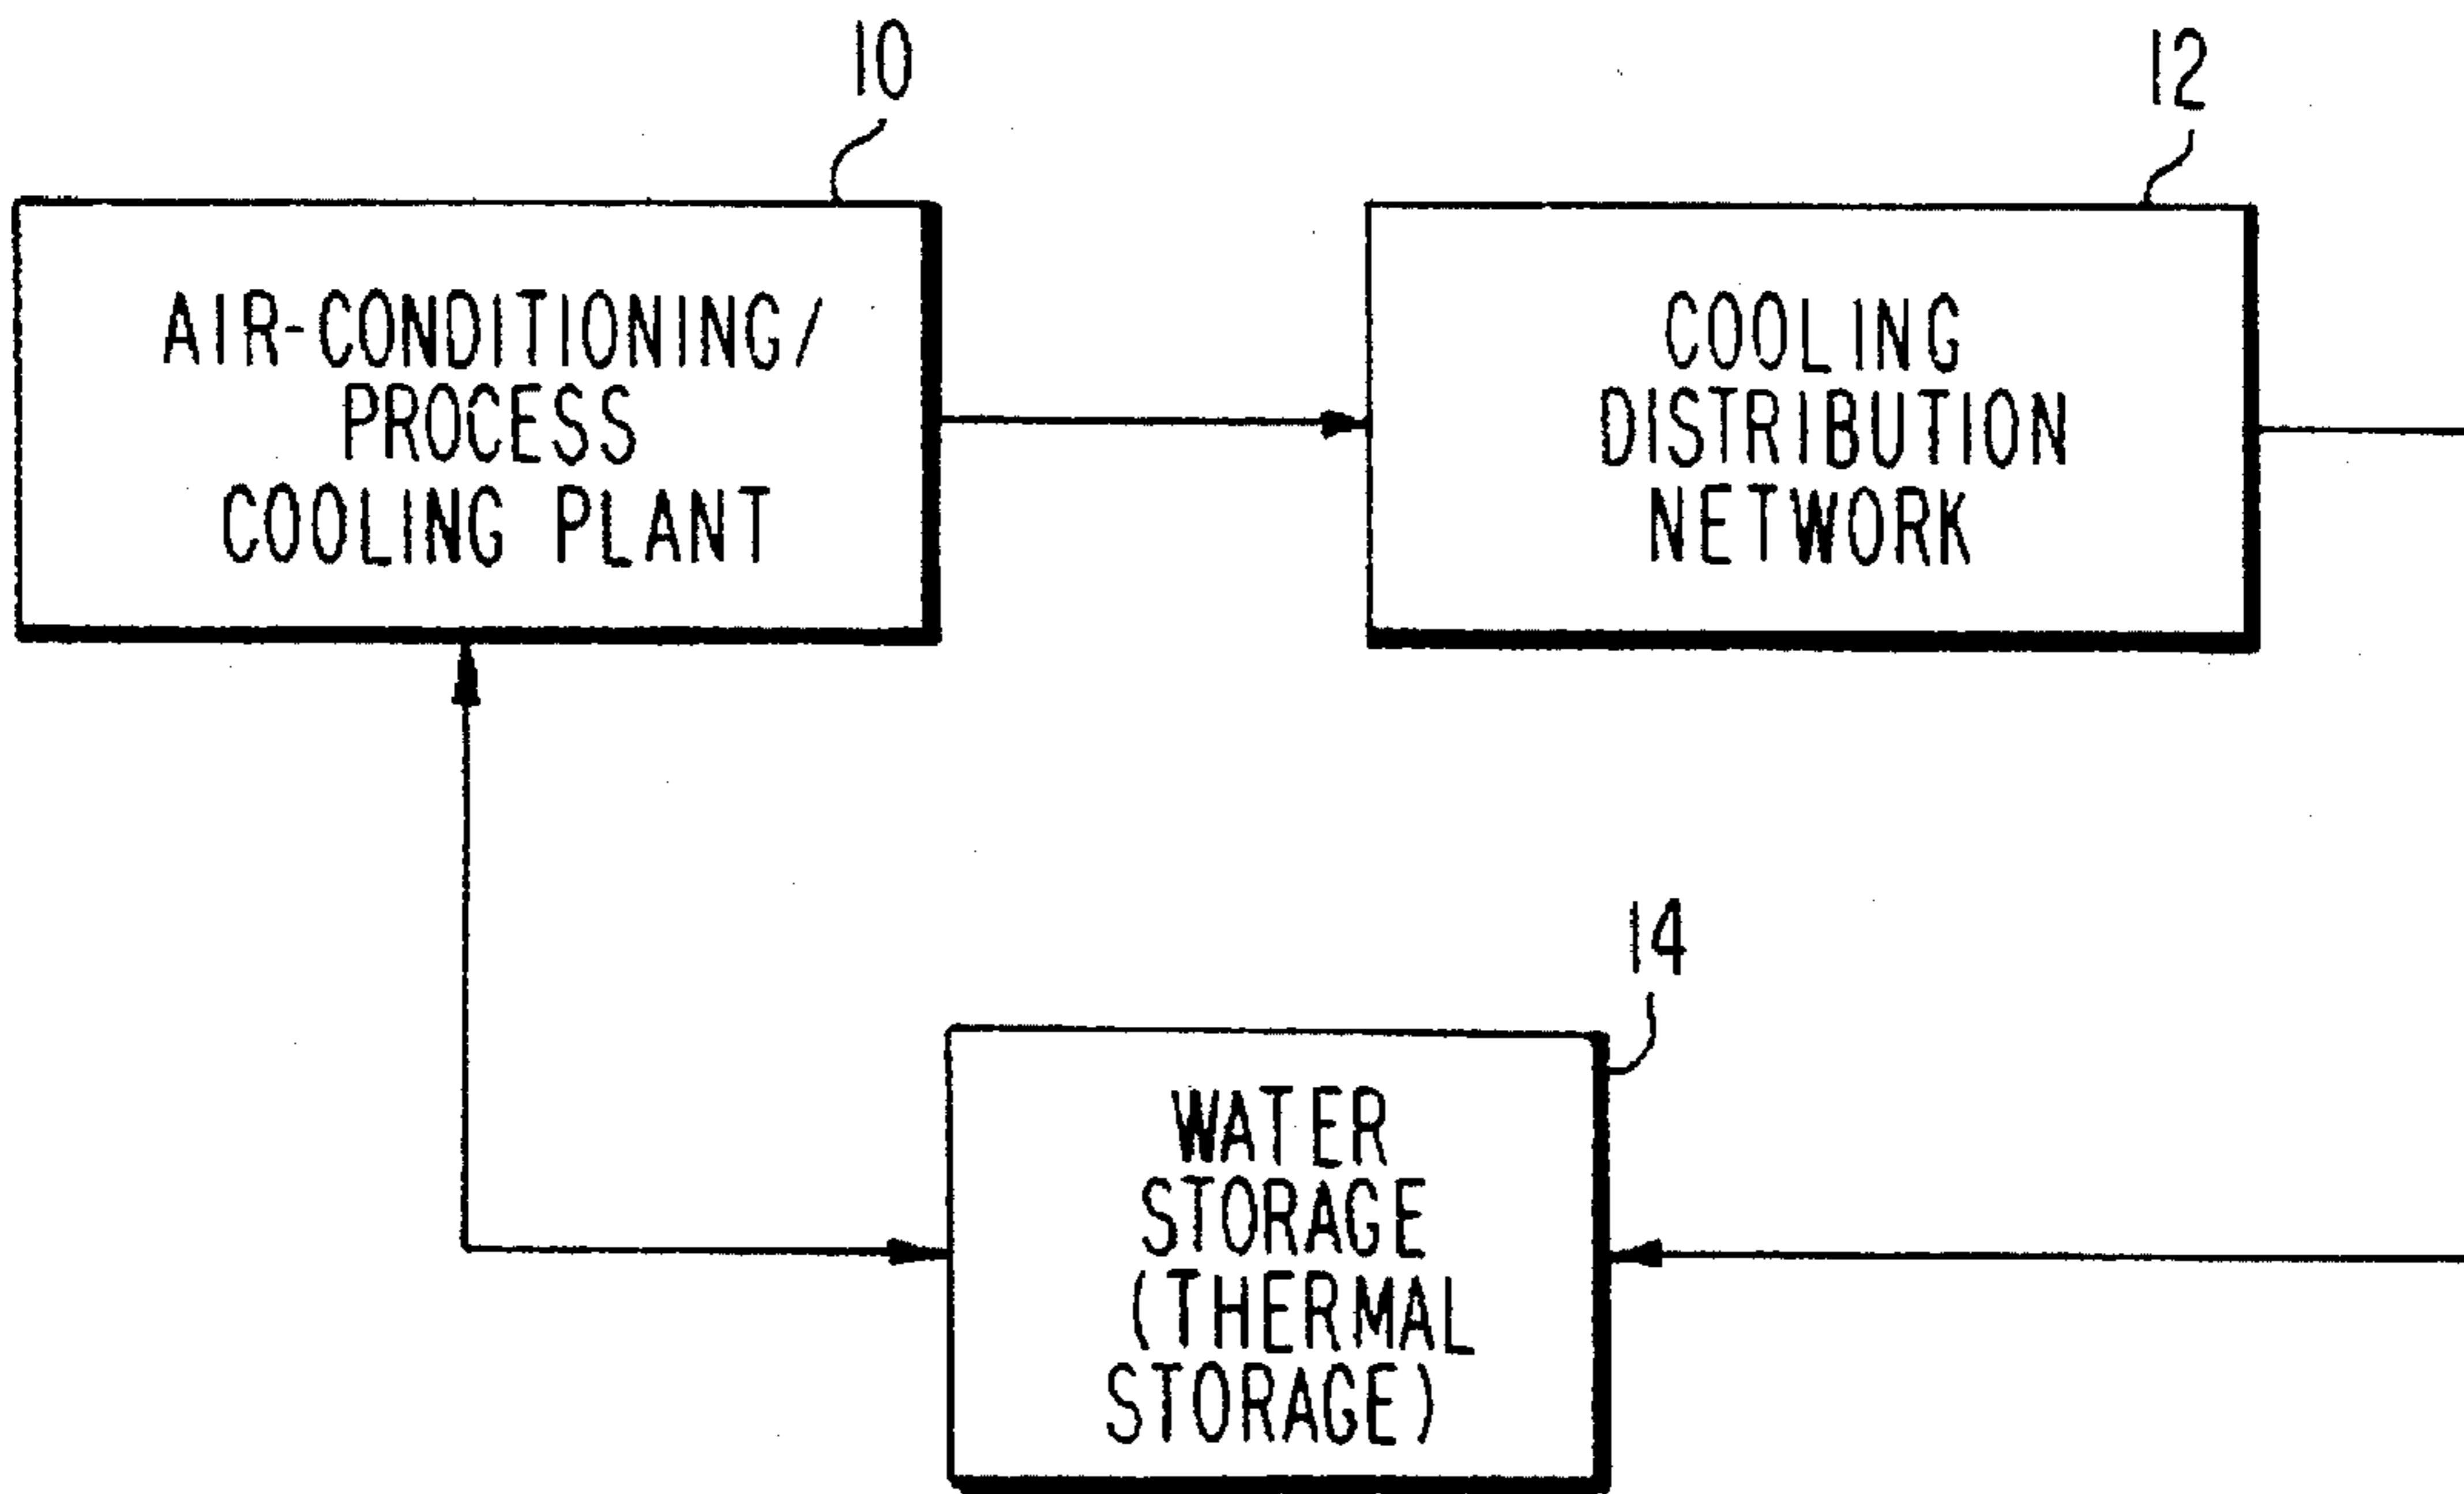 10
12
AIR-CONDITIONING/
PROCESS
COOLING PLANT
COOLING
DISTRIBUTION
NETWORK
14
WATER
STORAGE
(THERMAL
STORAGE)